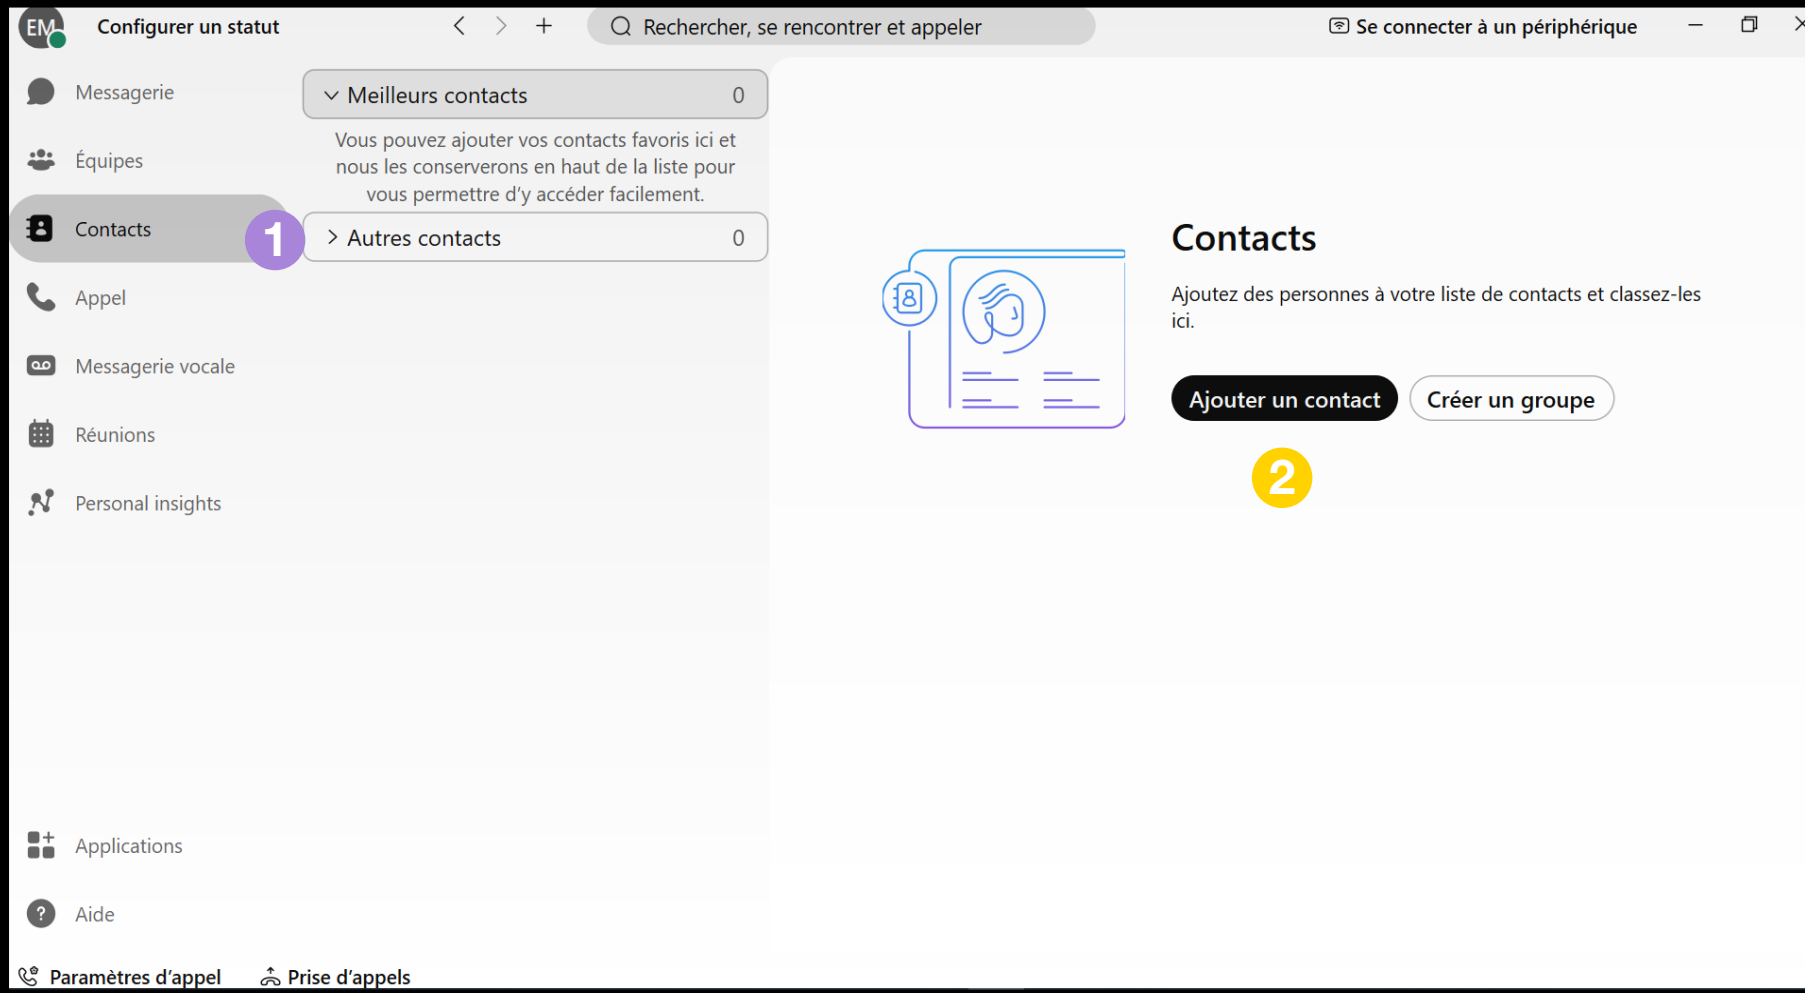 EM
Configurer un statut
Rechercher, se rencontrer et appeler
Se connecter à un périphérique
Messagerie
Équipes
Contacts
1
Appel
Messagerie vocale
Réunions
Personal insights
Applications
Aide
Paramètres d'appel
Prise d'appels
Meilleurs contacts 0
Vous pouvez ajouter vos contacts favoris ici et
nous les conserverons en haut de la liste pour
vous permettre d'y accéder facilement.
Autres contacts 0
Contacts
Ajoutez des personnes à votre liste de contacts et classez-les
ici.
Ajouter un contact
Créer un groupe
2